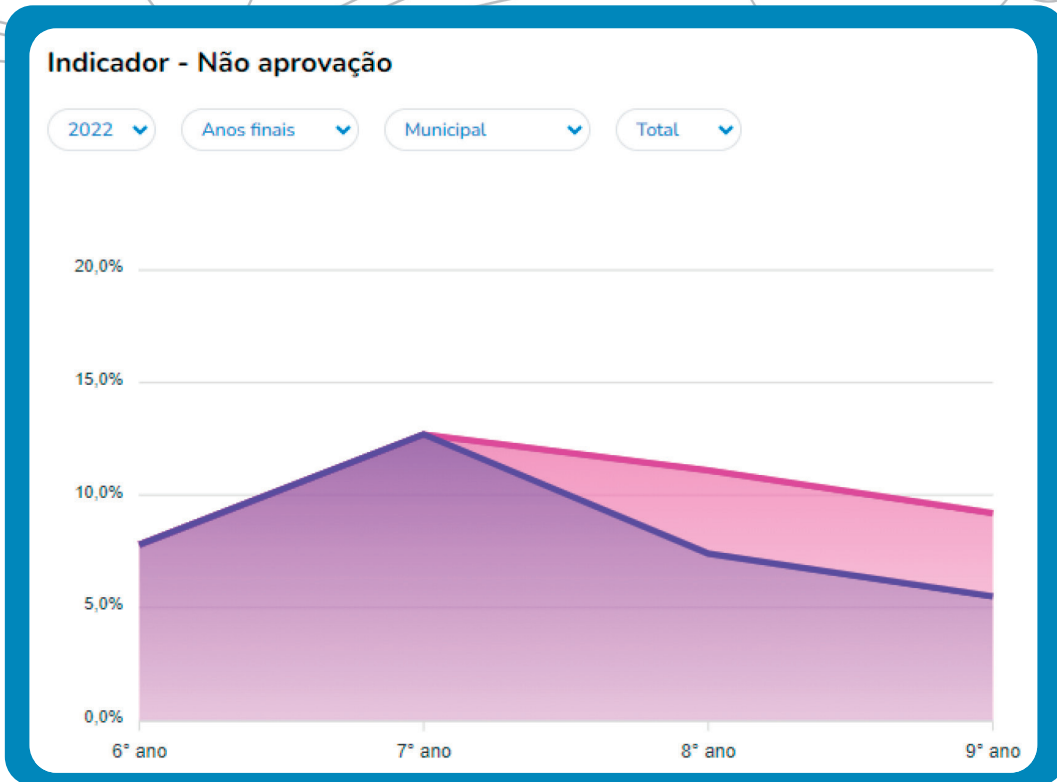 Indicador - Não aprovação
2022 Anos finais Municipal Total
20,0%
15,0%
10,0%
5,0%
0,0%
6° ano 7° ano 8° ano 9° ano